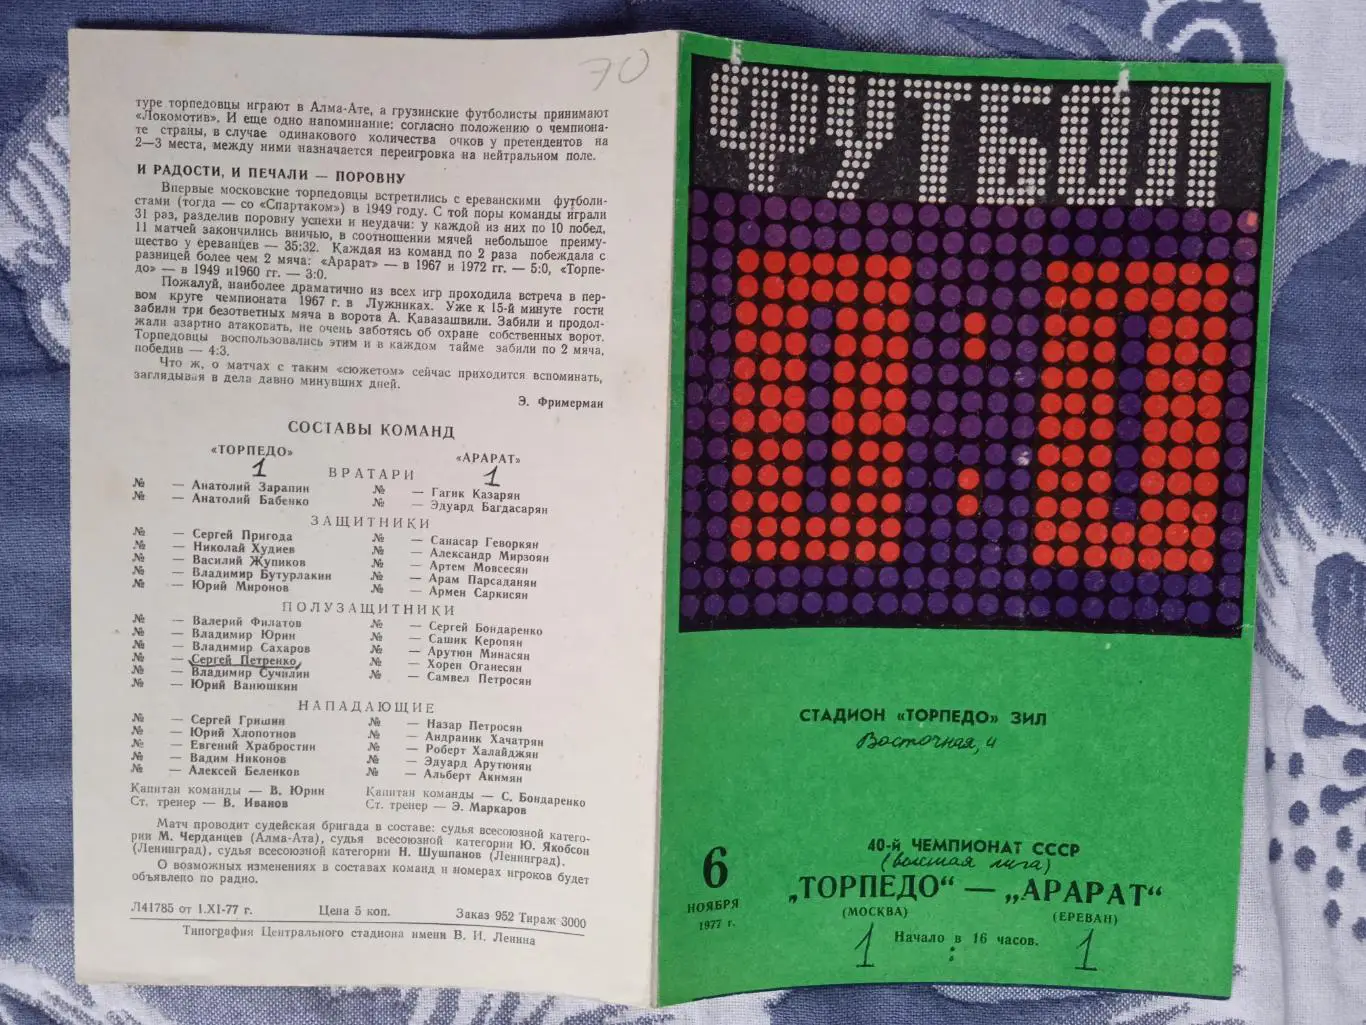 70
туре торпедовцы играют в Алма-Ате, а грузинские футболисты принимают
«Локомотив». И еще одно напоминание: согласно положению о чемпиона-
те страны, в случае одинакового количества очков у претендентов на
2—3 места, между ними назначается переигровка на нейтральном поле.
И РАДОСТИ, И ПЕЧАЛИ — ПОРОВНУ
Впервые московские торпедовцы встретились с ереванскими футболи-
стами (тогда — со «Спартаком») в 1949 году. С той поры команды играли
31 раз, разделив поровну успехи и неудачи: у каждой из них по 10 побед,
11 матчей закончились вничью, в соотношении мячей небольшое преиму-
щество у ереванцев — 35:32. Каждая из команд по 2 раза побеждала с
разницей более чем 2 мяча: «Арарат» — в 1967 и 1972 гг. — 5:0, «Торпе-
до» — в 1949 и1960 гг. — 3:0.
Пожалуй, наиболее драматично из всех игр проходила встреча в пер-
вом круге чемпионата 1967 г. в Лужниках. Уже к 15-й минуте гости
забили три безответных мяча в ворота А. Кавазашвили. Забили и продол-
жали азартно атаковать, не очень заботясь об охране собственных ворот.
Торпедовцы воспользовались этим и в каждом тайме забили по 2 мяча,
победив — 4:3.
Что ж, о матчах с таким «сюжетом» сейчас приходится вспоминать,
заглядывая в дела давно минувших дней.
Э. Фримерман
СОСТАВЫ КОМАНД
«ТОРПЕДО» «АРАРАТ»
1 1
ВРАТАРИ
№ — Анатолий Зарапин № — Гагик Казарян
№ — Анатолий Бабенко № — Эдуард Багдасарян
ЗАЩИТНИКИ
№ — Сергей Пригода № — Санасар Геворкян
№ — Николай Худиев № — Александр Мирзоян
№ — Василий Жупиков № — Артем Мовсесян
№ — Владимир Бутурлакин № — Арам Парсаданян
№ — Юрий Миронов № — Армен Саркисян
ПОЛУЗАЩИТНИКИ
№ — Валерий Филатов № — Сергей Бондаренко
№ — Владимир Юрин № — Сашик Керопян
№ — Владимир Сахаров № — Арутюн Минасян
№ — Сергей Петренко № — Хорен Оганесян
№ — Владимир Сучилин № — Самвел Петросян
№ — Юрий Ванюшкин
НАПАДАЮЩИЕ
№ — Сергей Гришин № — Назар Петросян
№ — Юрий Хлопотнов № — Андраник Хачатрян
№ — Евгений Храбростин № — Роберт Халайджян
№ — Вадим Никонов № — Эдуард Арутюнян
№ — Алексей Беленков № — Альберт Акимян
Капитан команды — В. Юрин Капитан команды — С. Бондаренко
Ст. тренер — В. Иванов Ст. тренер — Э. Маркаров
Матч проводит судейская бригада в составе: судья всесоюзной катего-
рии М. Черданцев (Алма-Ата), судья всесоюзной категории Ю. Якобсон
(Ленинград), судья всесоюзной категории Н. Шушпанов (Ленинград).
О возможных изменениях в составах команд и номерах игроков будет
объявлено по радио.
Л41785 от 1.XI-77 г. Цена 5 коп. Заказ 952 Тираж 3000
Типография Центрального стадиона имени В. И. Ленина
ФУТБОЛ
0:0
СТАДИОН «ТОРПЕДО» ЗИЛ
Восточная, 4
40-й ЧЕМПИОНАТ СССР
(высшая лига)
6 НОЯБРЯ 1977 г.
„ТОРПЕДО“ — „АРАРАТ“
(МОСКВА) (ЕРЕВАН)
Начало в 16 часов.
1 : 1